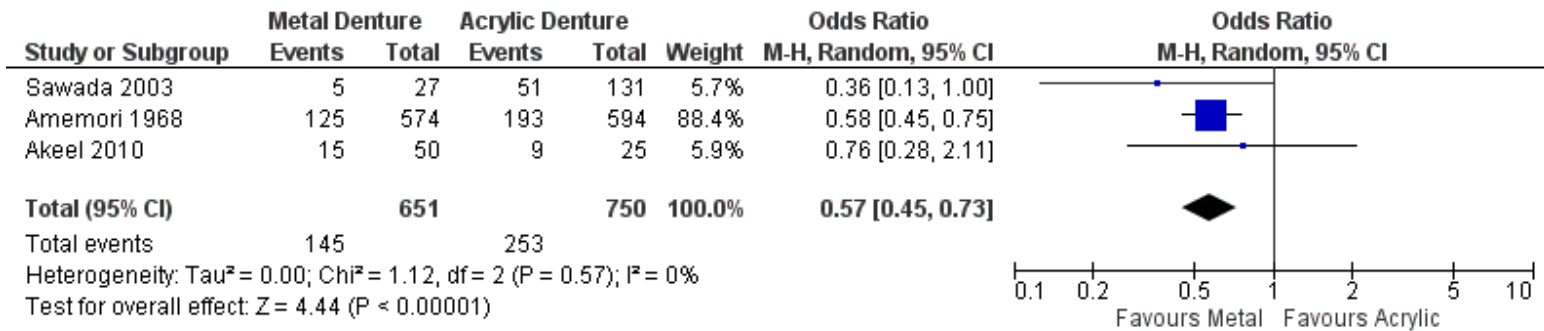 Metal Denture Acrylic Denture Odds Ratio Odds Ratio
Study or Subgroup Events Total Events Total Weight M-H, Random, 95% CI M-H, Random, 95% CI
Sawada 2003 5 27 51 131 5.7% 0.36 [0.13, 1.00]
Amemori 1968 125 574 193 594 88.4% 0.58 [0.45, 0.75]
Akeel 2010 15 50 9 25 5.9% 0.76 [0.28, 2.11]
Total (95% CI) 651 750 100.0% 0.57 [0.45, 0.73]
Total events 145 253
Heterogeneity: Tau² = 0.00; Chi² = 1.12, df = 2 (P = 0.57); I² = 0%
Test for overall effect: Z = 4.44 (P < 0.00001)
0.1 0.2 0.5 1 2 5 10
Favours Metal Favours Acrylic